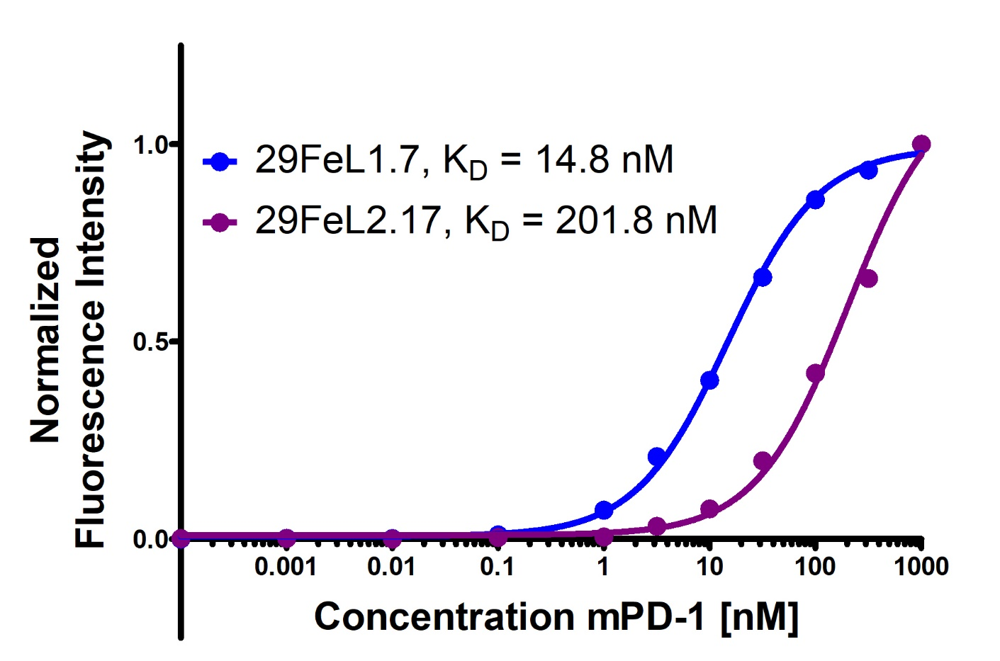 Normalized
Fluorescence Intensity
1.0
0.5
0.0
29FeL1.7, KD = 14.8 nM
29FeL2.17, KD = 201.8 nM
0.001 0.01 0.1 1 10 100 1000
Concentration mPD-1 [nM]